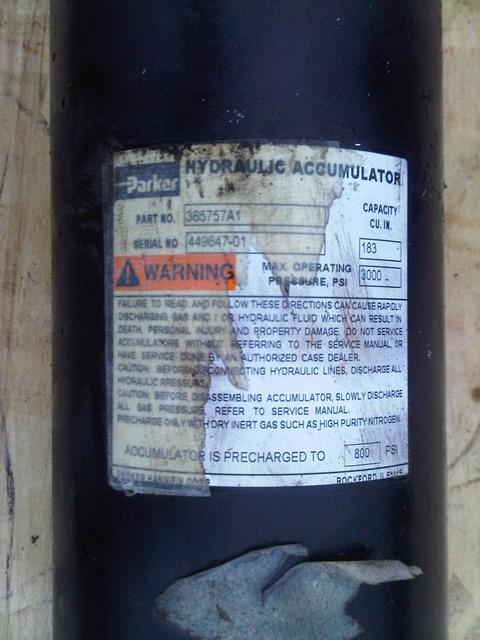 HYDRAULIC ACCUMULATOR
Parker
PART NO. 365757A1
CAPACITY
CU. IN.
SERIAL NO 449647-01
183
WARNING
MAX. OPERATING
PRESSURE, PSI
3000
FAILURE TO READ AND FOLLOW THESE DIRECTIONS CAN CAUSE RAPIDLY
DISCHARGING GAS AND / OR HYDRAULIC FLUID WHICH CAN RESULT IN
DEATH, PERSONAL INJURY AND PROPERTY DAMAGE. DO NOT SERVICE
ACCUMULATORS WITHOUT REFERRING TO THE SERVICE MANUAL OR
HAVE SERVICE DONE BY AN AUTHORIZED CASE DEALER.
CAUTION: BEFORE DISCONNECTING HYDRAULIC LINES, DISCHARGE ALL
HYDRAULIC PRESSURE.
CAUTION: BEFORE DISASSEMBLING ACCUMULATOR, SLOWLY DISCHARGE
ALL GAS PRESSURE. REFER TO SERVICE MANUAL.
PRECHARGE ONLY WITH DRY INERT GAS SUCH AS HIGH PURITY NITROGEN.
ACCUMULATOR IS PRECHARGED TO 800 PSI
PARKER HANNIFIN CORP
ROCKFORD IL